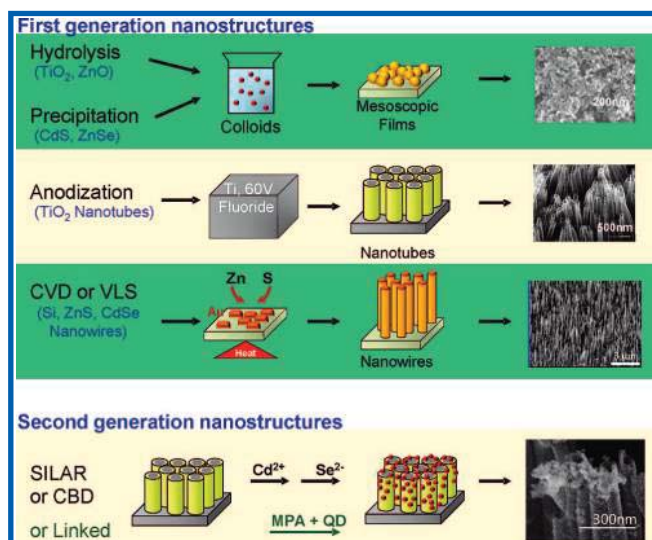 First generation nanostructures
Hydrolysis
(TiO₂, ZnO)
Precipitation
(CdS, ZnSe)
Colloids
Mesoscopic
Films
200nm
Anodization
(TiO₂ Nanotubes)
Ti, 60V
Fluoride
Nanotubes
500nm
CVD or VLS
(Si, ZnS, CdSe
Nanowires)
Zn S
Au
Heat
Nanowires
Second generation nanostructures
SILAR
or CBD
or Linked
Cd²⁺ Se²⁻
MPA + QD
300nm